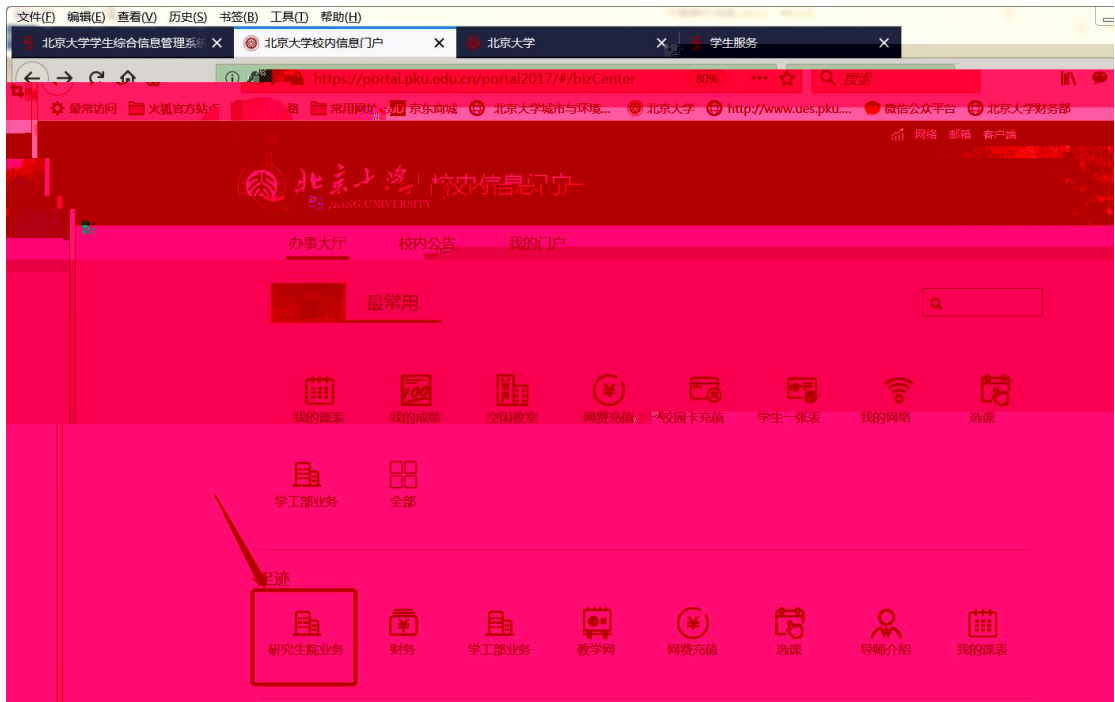 文件(F) 编辑(E) 查看(V) 历史(S) 书签(B) 工具(T) 帮助(H)
北京大学学生综合信息管理系统 北京大学校内信息门户 北京大学 学生服务
https://portal.pku.edu.cn/portal2017/#/bizCenter 80% 搜索
最常访问 火狐官方站点 常用网址 JD 京东商城 北京大学城市与环境... 北京大学 http://www.ues.pku.... 微信公众平台 北京大学财务部
网络 邮箱 客户端
北京大学 校内信息门户
PEKING UNIVERSITY
办事大厅 校内公告 我的门户
最常用
我的课表 我的成绩 空闲教室 网费充值 校园卡充值 学生一张表 我的网络 选课
学工部业务 全部
足迹
研究生院业务 财务 学工部业务 教学网 网费充值 选课 导师介绍 我的课表